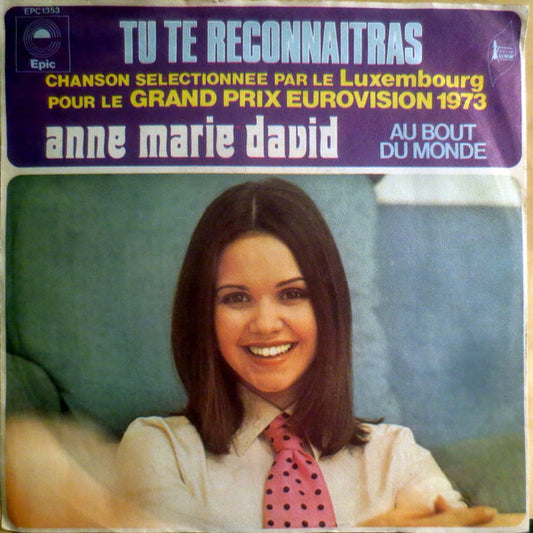 EPC 1353
Epic
TU TE RECONNAITRAS
CHANSON SELECTIONNEE PAR LE Luxembourg
POUR LE GRAND PRIX EUROVISION 1973
anne marie david
AU BOUT
DU MONDE